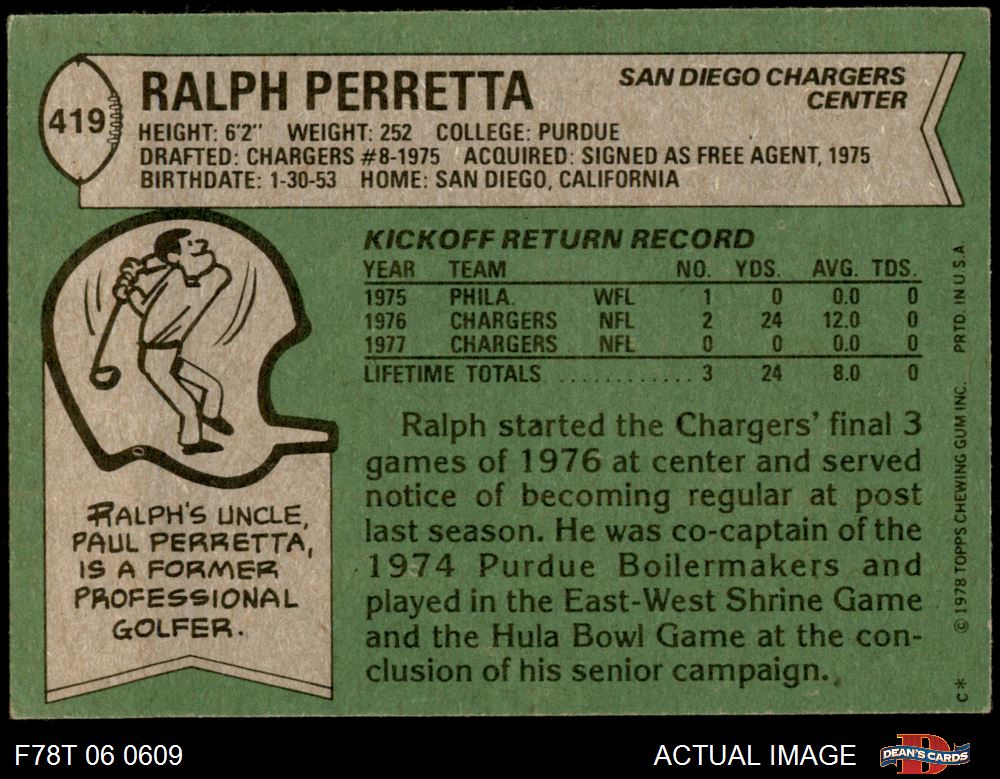 419
RALPH PERRETTA
SAN DIEGO CHARGERS
CENTER
HEIGHT: 6'2" WEIGHT: 252 COLLEGE: PURDUE
DRAFTED: CHARGERS #8-1975 ACQUIRED: SIGNED AS FREE AGENT, 1975
BIRTHDATE: 1-30-53 HOME: SAN DIEGO, CALIFORNIA
KICKOFF RETURN RECORD
YEAR TEAM NO. YDS. AVG. TDS.
1975 PHILA. WFL 1 0 0.0 0
1976 CHARGERS NFL 2 24 12.0 0
1977 CHARGERS NFL 0 0 0.0 0
LIFETIME TOTALS ............ 3 24 8.0 0
Ralph started the Chargers' final 3
games of 1976 at center and served
notice of becoming regular at post
last season. He was co-captain of the
1974 Purdue Boilermakers and
played in the East-West Shrine Game
and the Hula Bowl Game at the con-
clusion of his senior campaign.
RALPH'S UNCLE,
PAUL PERRETTA,
IS A FORMER
PROFESSIONAL
GOLFER.
C* © 1978 TOPPS CHEWING GUM INC. PRTD. IN U.S.A.
F78T 06 0609
ACTUAL IMAGE
DEAN'S CARDS